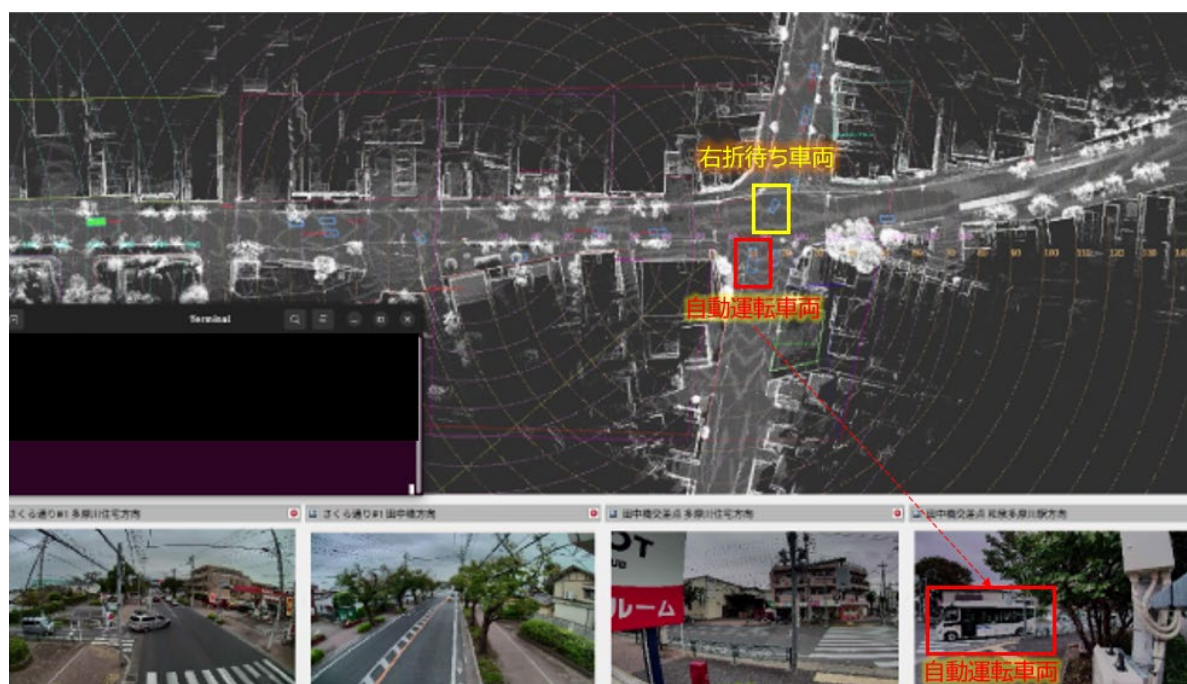 右折待ち車両
自動運転車両
Terminal
さくら通り#1 多摩川住宅方向
さくら通り#1 田中橋方向
田中橋交差点 多摩川住宅方向
田中橋交差点 和泉多摩川駅方向
OT
ルーム
自動運転車両